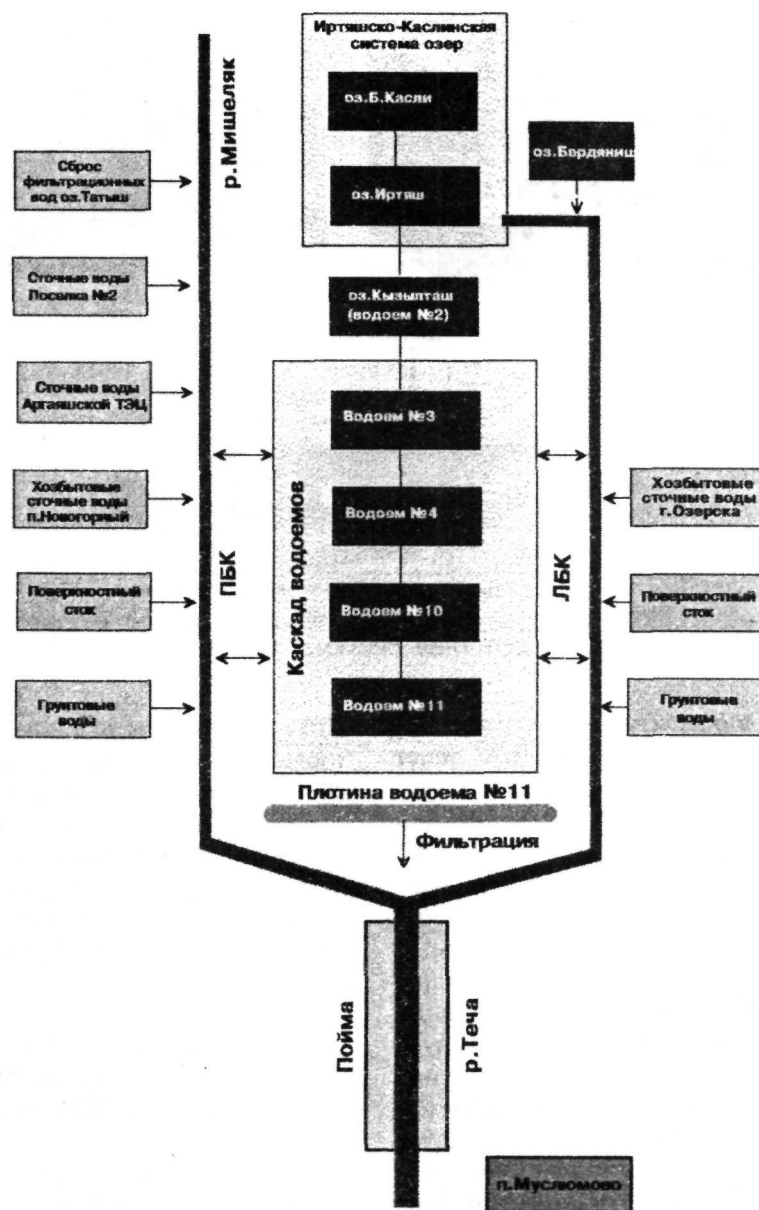 Иртяшско-Каслинская
система озер
р.Мишеляк
оз.Б.Касли
оз.Бердяниш
Сброс
фильтрационных
вод оз.Татыш
оз.Иртяш
Сточные воды
Поселка №2
оз.Кызылташ
(водоем №2)
Сточные воды
Аргаяшской ТЭЦ
Водоем №3
Хозбытовые
сточные воды
п.Новогорный
Водоем №4
Хозбытовые
сточные воды
г.Озерска
ПБК
Каскад водоемов
ЛБК
Поверхностный
сток
Водоем №10
Поверхностный
сток
Грунтовые
воды
Водоем №11
Грунтовые
воды
Плотина водоема №11
Фильтрация
Пойма
р.Теча
п.Муслюмово